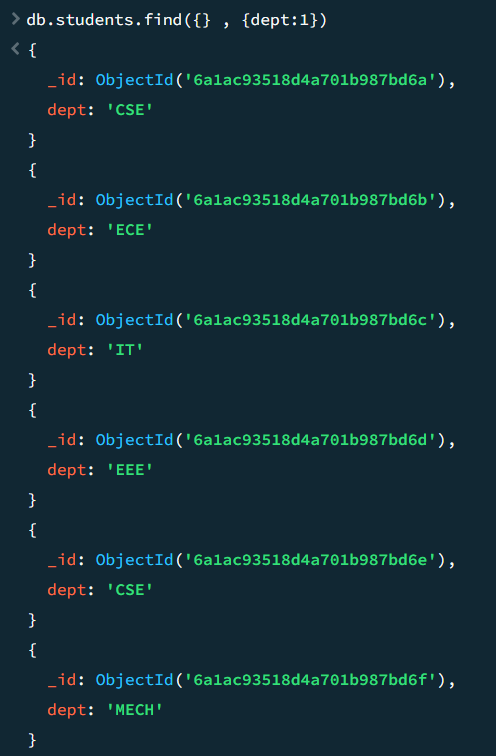 > db.students.find({} , {dept:1})
< {
_id: ObjectId('6a1ac93518d4a701b987bd6a'),
dept: 'CSE'
}
{
_id: ObjectId('6a1ac93518d4a701b987bd6b'),
dept: 'ECE'
}
{
_id: ObjectId('6a1ac93518d4a701b987bd6c'),
dept: 'IT'
}
{
_id: ObjectId('6a1ac93518d4a701b987bd6d'),
dept: 'EEE'
}
{
_id: ObjectId('6a1ac93518d4a701b987bd6e'),
dept: 'CSE'
}
{
_id: ObjectId('6a1ac93518d4a701b987bd6f'),
dept: 'MECH'
}